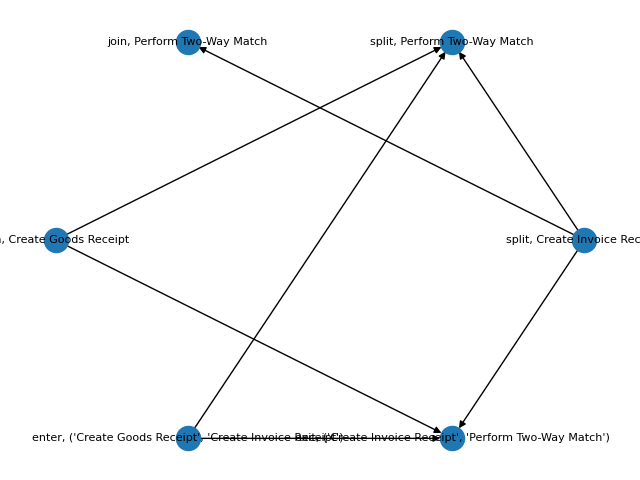 join, Perform Two-Way Match
split, Perform Two-Way Match
, Create Goods Receipt
split, Create Invoice Rec
enter, ('Create Goods Receipt', 'Create Invoice Receipt')
('Create Invoice Receipt', 'Perform Two-Way Match')